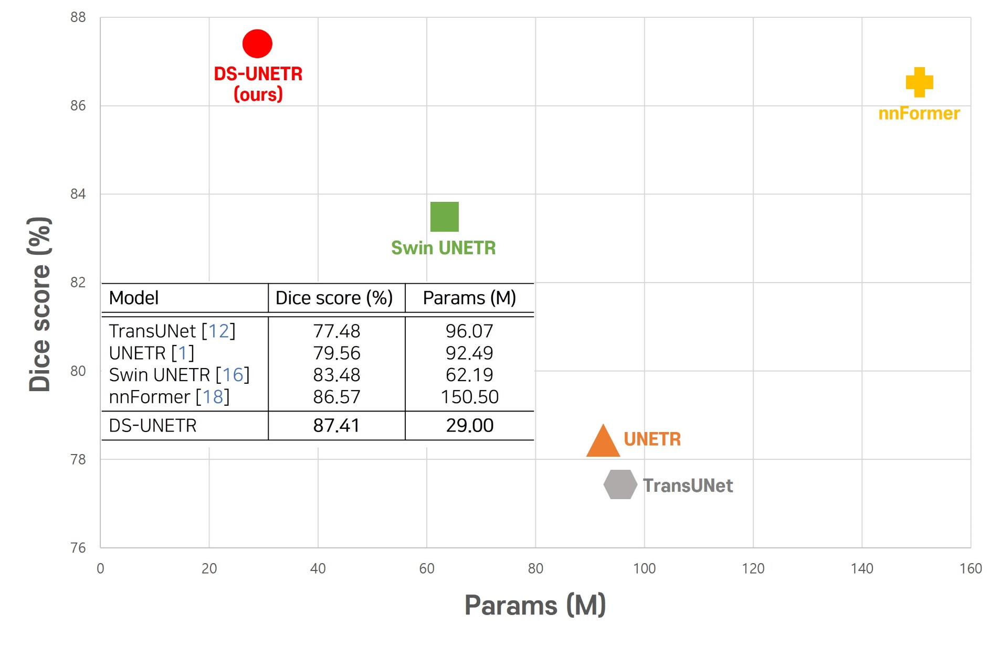 88
86
84
82
80
78
76
Dice score (%)
DS-UNETR
(ours)
nnFormer
Swin UNETR
Model Dice score (%) Params (M)
TransUNet [12] 77.48 96.07
UNETR [1] 79.56 92.49
Swin UNETR [16] 83.48 62.19
nnFormer [18] 86.57 150.50
DS-UNETR 87.41 29.00
UNETR
TransUNet
0 20 40 60 80 100 120 140 160
Params (M)